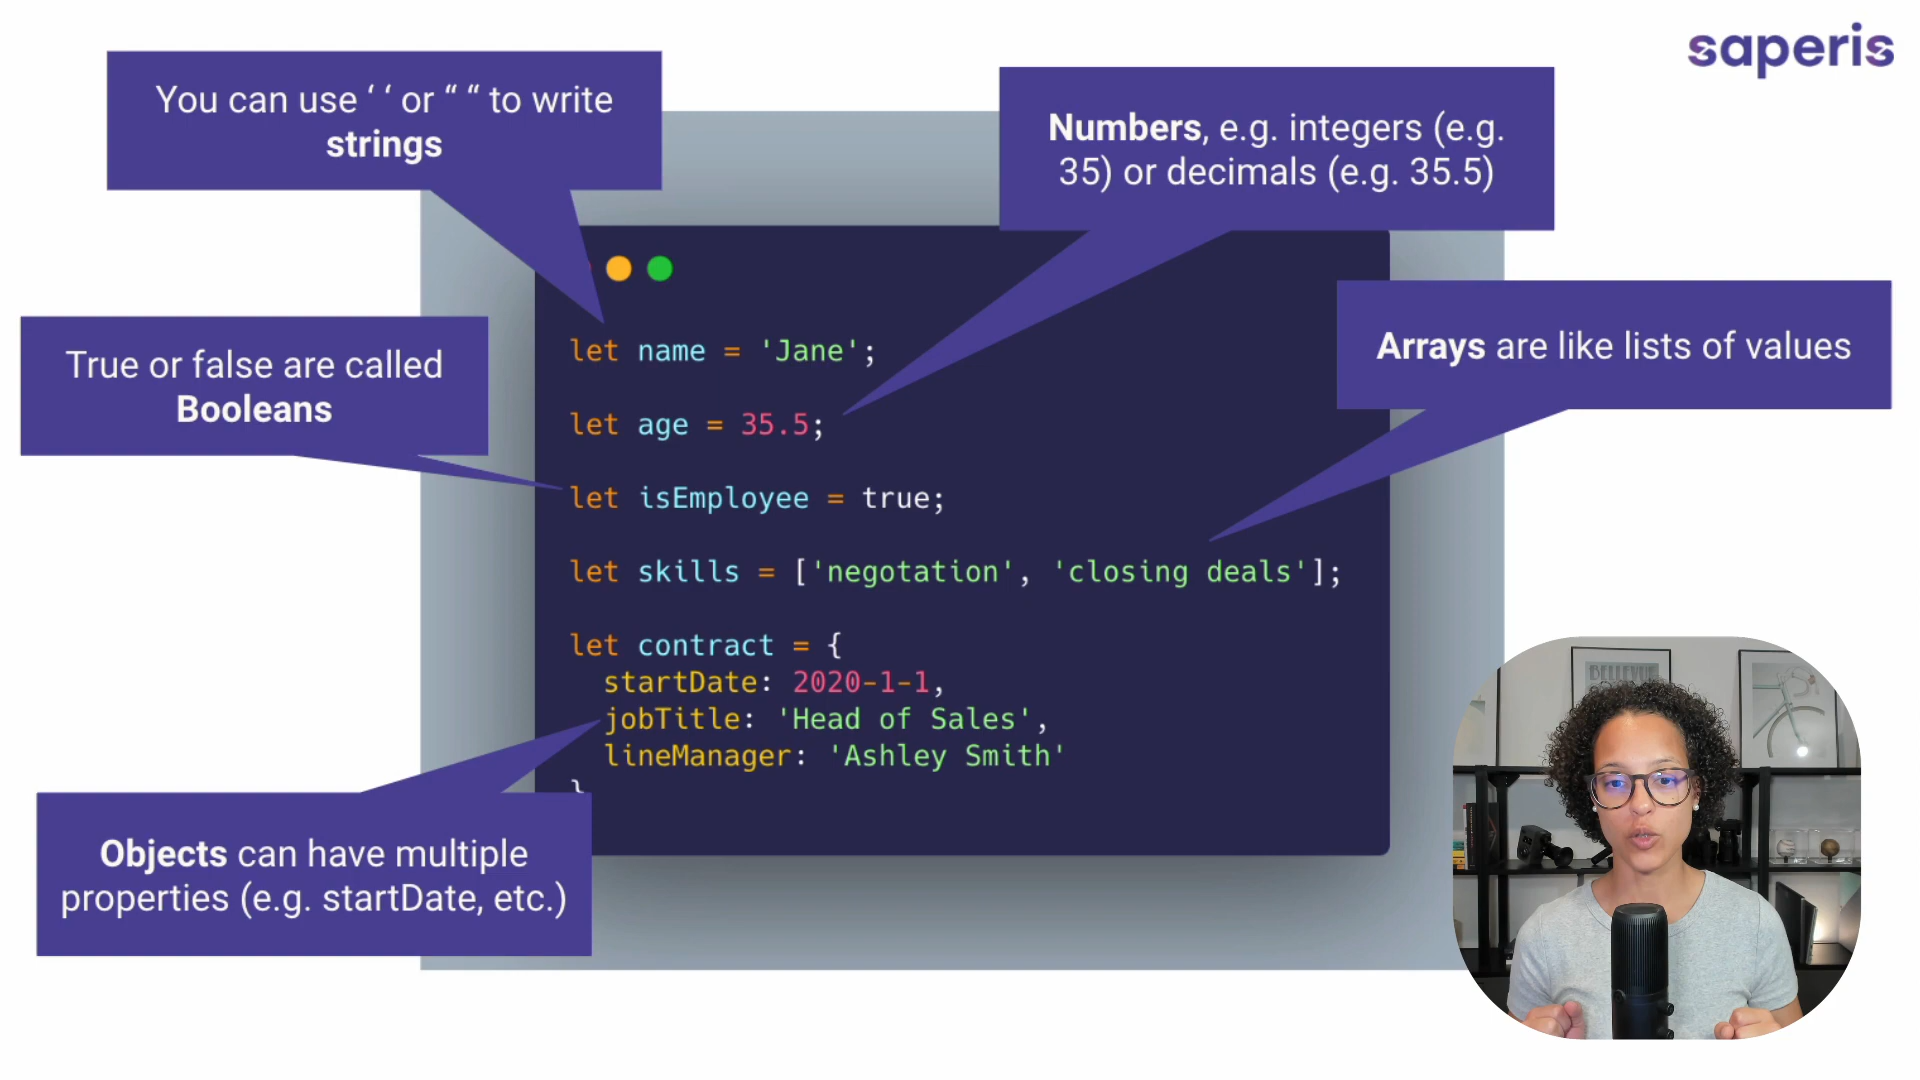 saperis
You can use ‘ ‘ or “ “ to write
strings
Numbers, e.g. integers (e.g.
35) or decimals (e.g. 35.5)
True or false are called
Booleans
Arrays are like lists of values
let name = 'Jane';
let age = 35.5;
let isEmployee = true;
let skills = ['negotation', 'closing deals'];
let contract = {
startDate: 2020-1-1,
jobTitle: 'Head of Sales',
lineManager: 'Ashley Smith'
}
Objects can have multiple
properties (e.g. startDate, etc.)
BELLEVUE